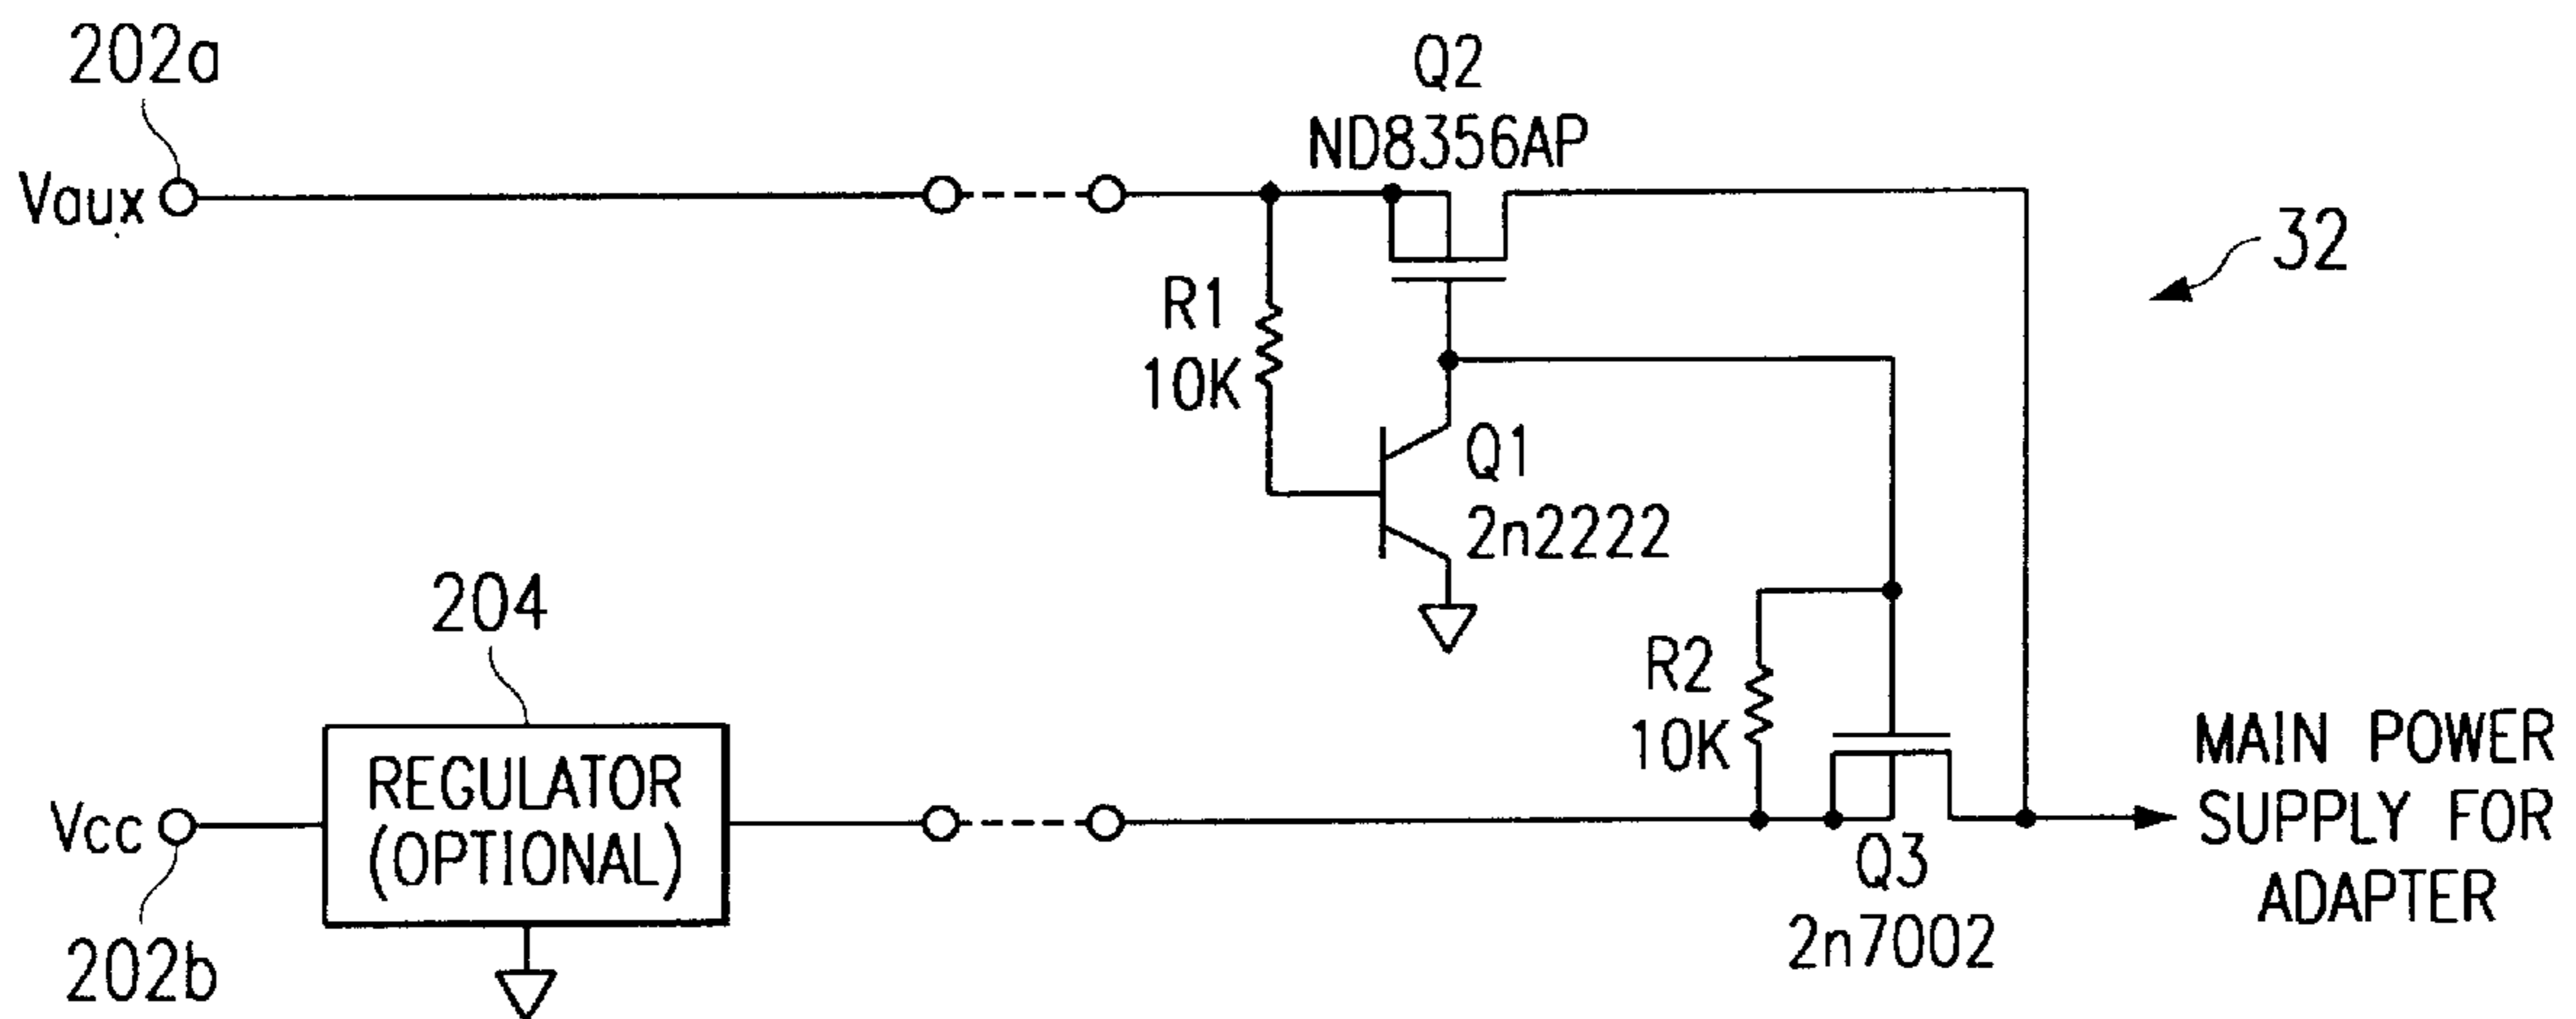 202a
Vaux
Q2
ND8356AP
32
R1
10K
Q1
2n2222
204
REGULATOR
(OPTIONAL)
Vcc
202b
R2
10K
Q3
2n7002
MAIN POWER
SUPPLY FOR
ADAPTER